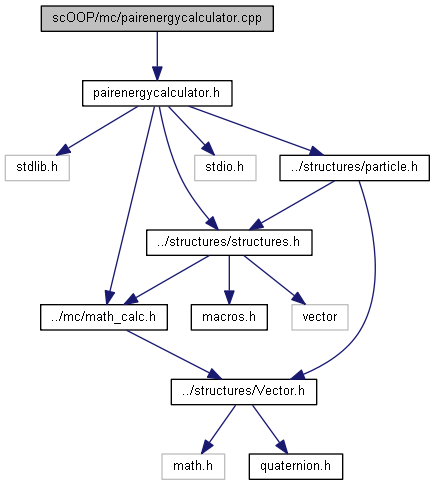 scOOP/mc/pairenergycalculator.cpp
pairenergycalculator.h
stdlib.h
stdio.h
../structures/particle.h
../structures/structures.h
../mc/math_calc.h
macros.h
vector
../structures/Vector.h
math.h
quaternion.h